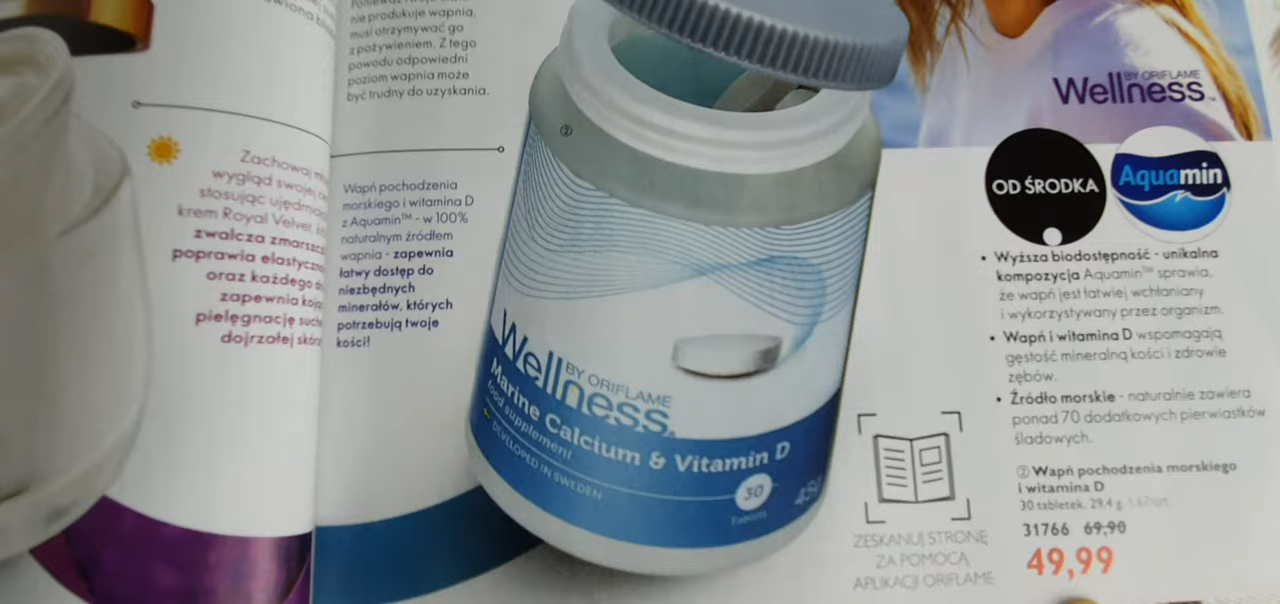 nie produkuje wapnia,
musi otrzymywać go
z pożywieniem. Z tego
powodu odpowiedni
poziom wapnia może
być trudny do uzyskania.
Zachowaj
wygląd swojej
stosując
krem Royal Velvet,
zwalcza
poprawia
oraz każdego
zapewnia
pielęgnację
dojrzałej
Wapń pochodzenia
morskiego i witamina D
z Aquamin™ - w 100%
naturalnym źródłem
wapnia - zapewnia
łatwy dostęp do
niezbędnych
minerałów, których
potrzebują twoje
kości!
②
Wellness
BY ORIFLAME
Marine Calcium & Vitamin D
food supplement
DEVELOPED IN SWEDEN
30
Tablets
Wellness™
BY ORIFLAME
OD ŚRODKA
Aquamin
• Wyższa biodostępność - unikalna
kompozycja Aquamin™ sprawia,
że wapń jest łatwiej wchłaniany
i wykorzystywany przez organizm.
• Wapń i witamina D wspomagają
gęstość mineralną kości i zdrowie
zębów.
• Źródło morskie - naturalnie zawiera
ponad 70 dodatkowych pierwiastków
śladowych.
② Wapń pochodzenia morskiego
i witamina D
30 tabletek. 29,4 g.
31766 69,90
49,99
ZESKANUJ STRONĘ
ZA POMOCĄ
APLIKACJI ORIFLAME